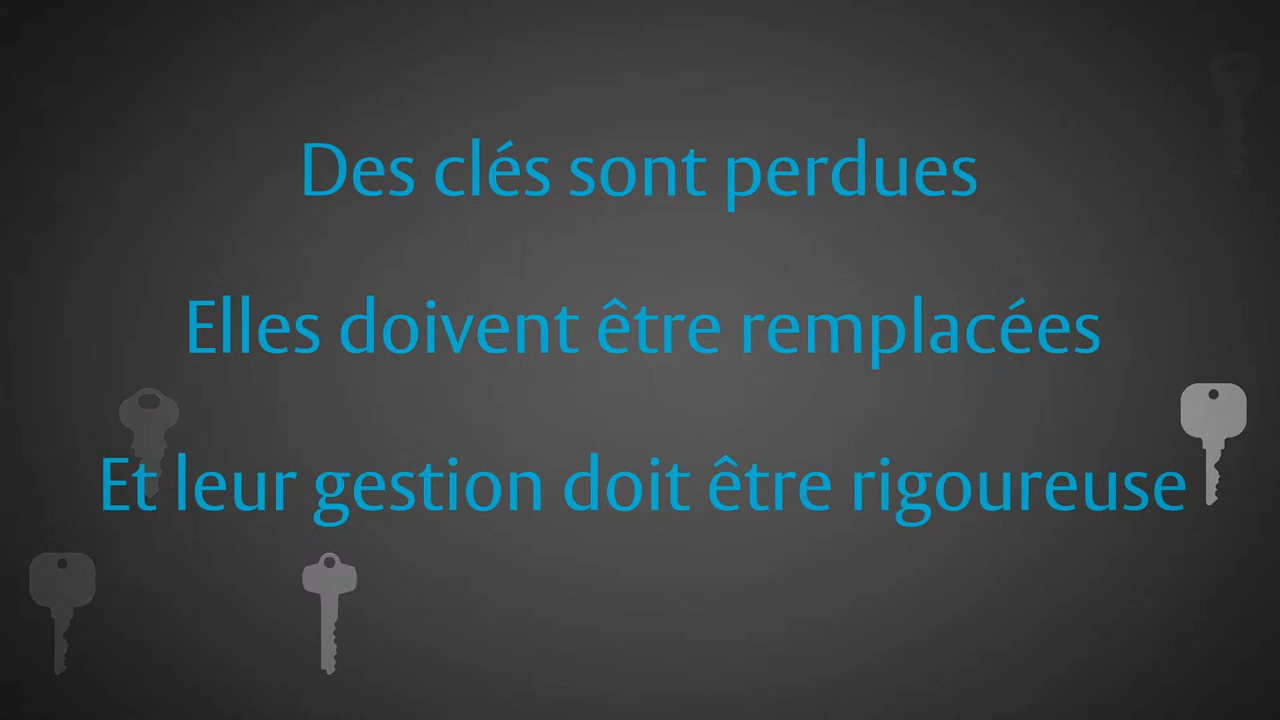 Des clés sont perdues
Elles doivent être remplacées
Et leur gestion doit être rigoureuse